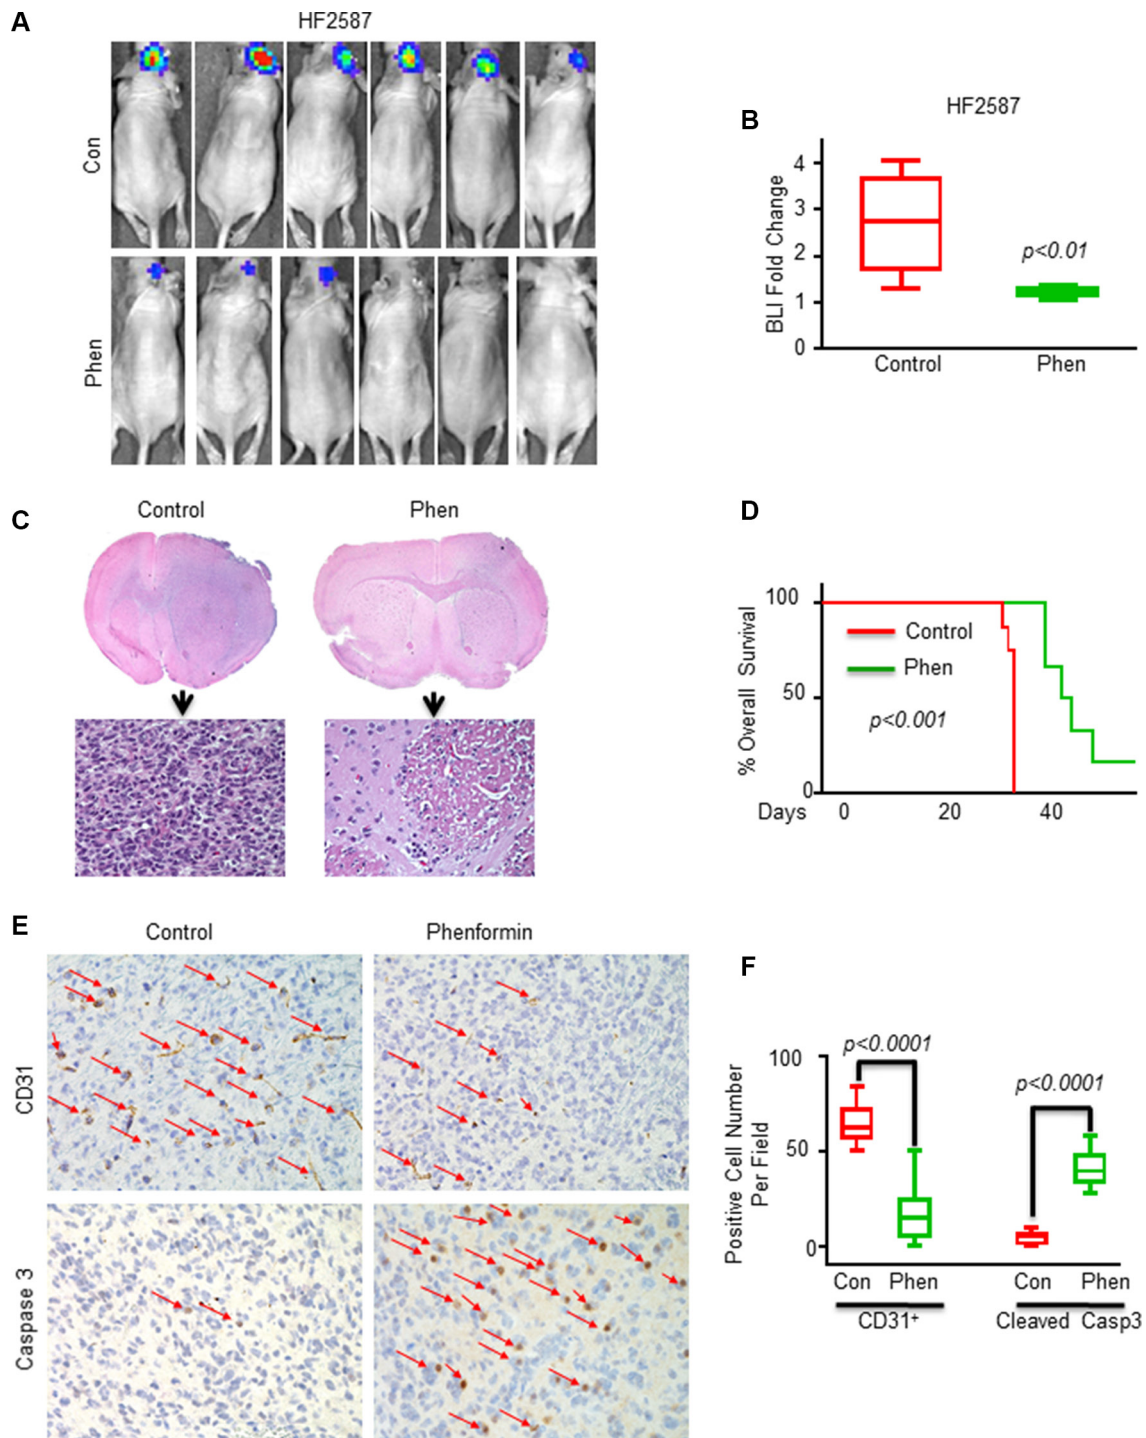 A
HF2587
Con
Phen
B
HF2587
BLI Fold Change
4
3
2
1
0
p<0.01
Control
Phen
C
Control
Phen
D
% Overall Survival
100
50
0
Control
Phen
p<0.001
Days
0
20
40
E
Control
Phenformin
CD31
Caspase 3
F
Positive Cell Number
Per Field
100
50
0
p<0.0001
p<0.0001
Con
Phen
Con
Phen
CD31+
Cleaved Casp3